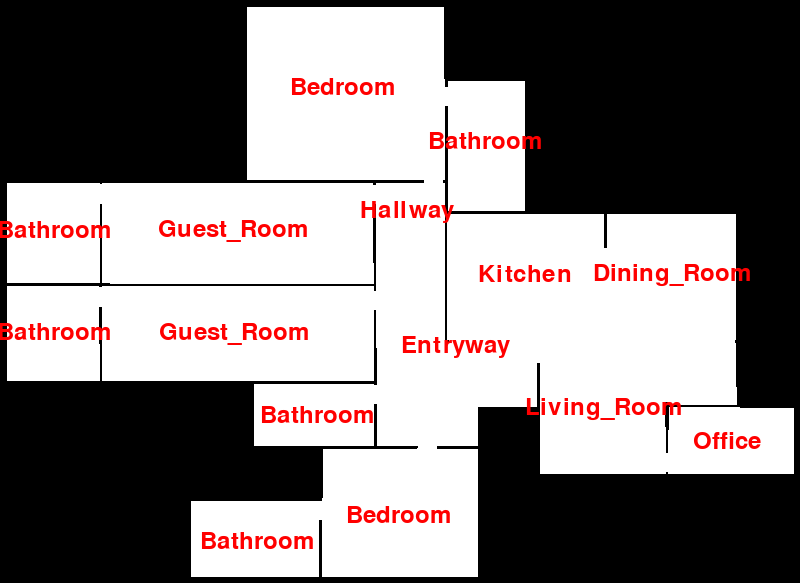 Bedroom
Bathroom
Hallway
Bathroom
Guest_Room
Kitchen
Dining_Room
Bathroom
Guest_Room
Entryway
Living_Room
Bathroom
Office
Bedroom
Bathroom